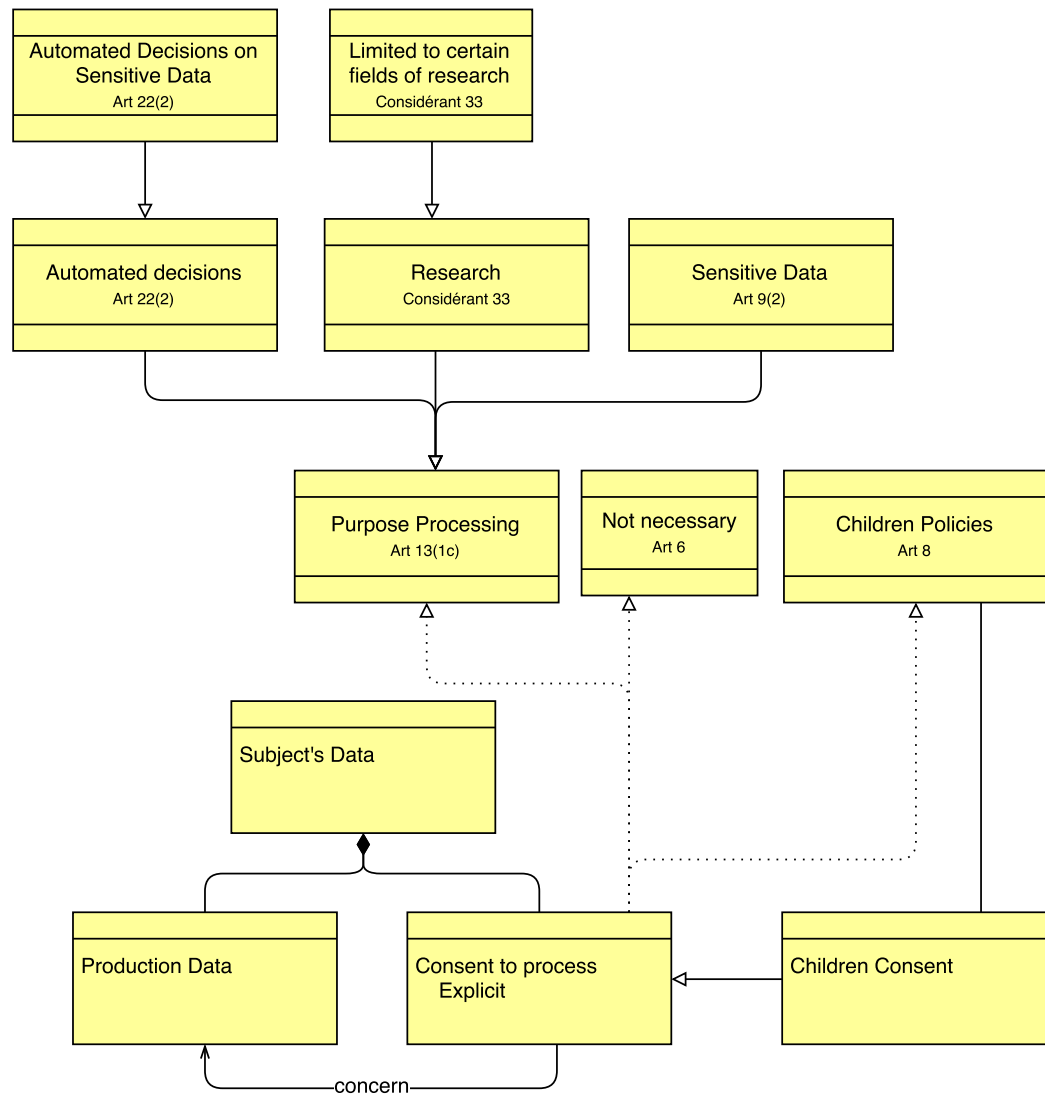 Automated Decisions on
Sensitive Data
Art 22(2)
Limited to certain
fields of research
Considérant 33
Automated decisions
Art 22(2)
Research
Considérant 33
Sensitive Data
Art 9(2)
Purpose Processing
Art 13(1c)
Not necessary
Art 6
Children Policies
Art 8
Subject's Data
Production Data
Consent to process
Explicit
Children Consent
concern